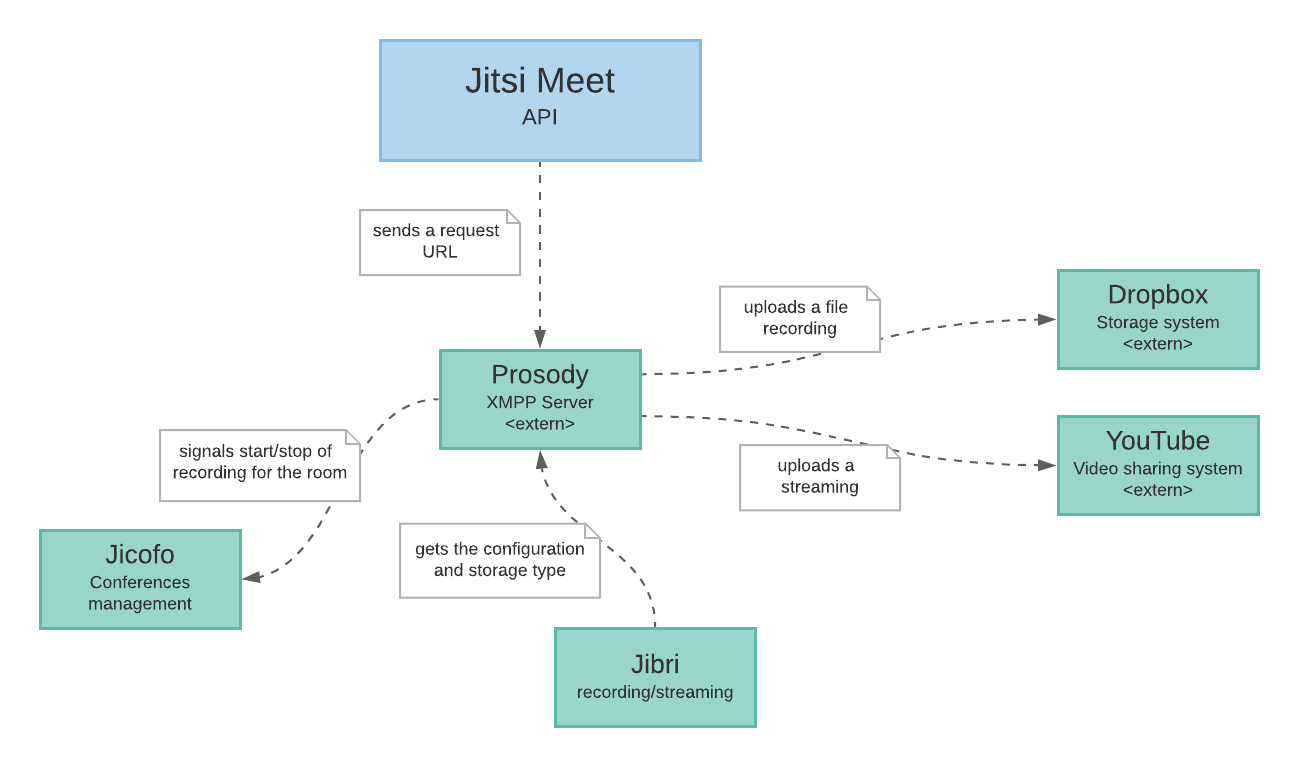 Jitsi Meet
API
sends a request
URL
uploads a file
recording
Dropbox
Storage system
<extern>
Prosody
XMPP Server
<extern>
YouTube
Video sharing system
<extern>
signals start/stop of
recording for the room
uploads a
streaming
Jicofo
Conferences
management
gets the configuration
and storage type
Jibri
recording/streaming